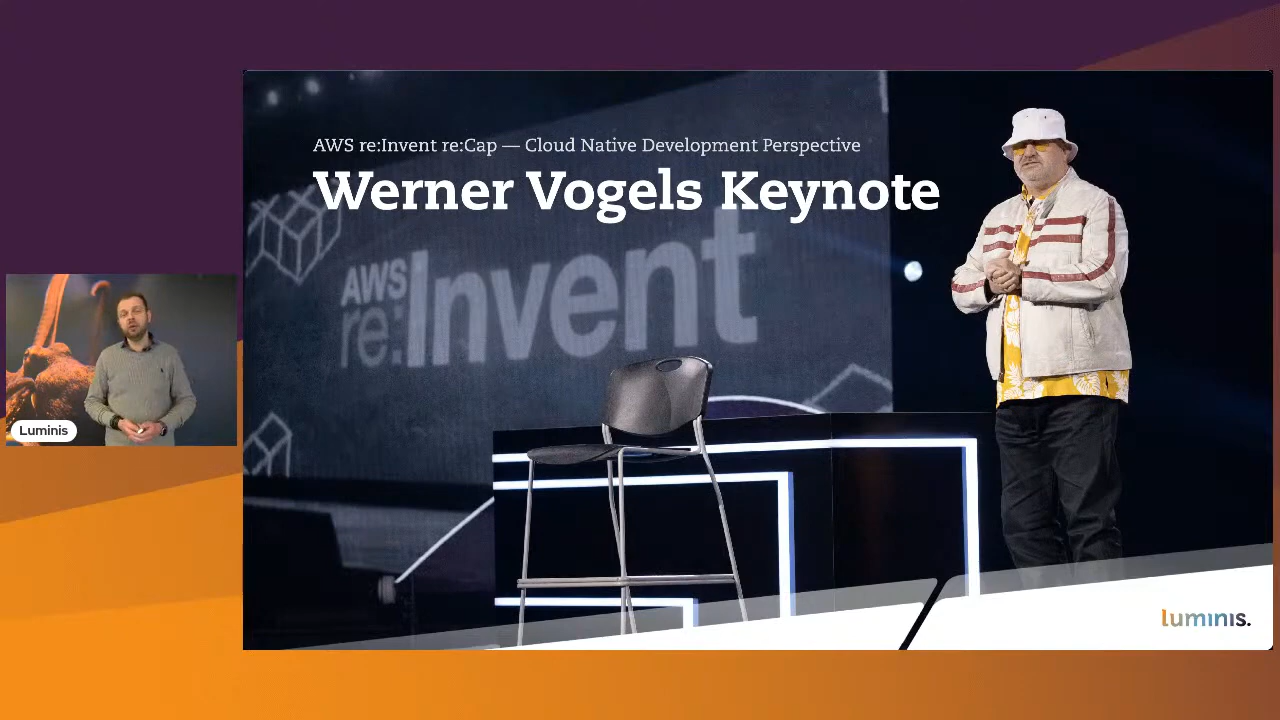 AWS re:Invent re:Cap — Cloud Native Development Perspective
Werner Vogels Keynote
AWS
re:Invent
Luminis
luminis.